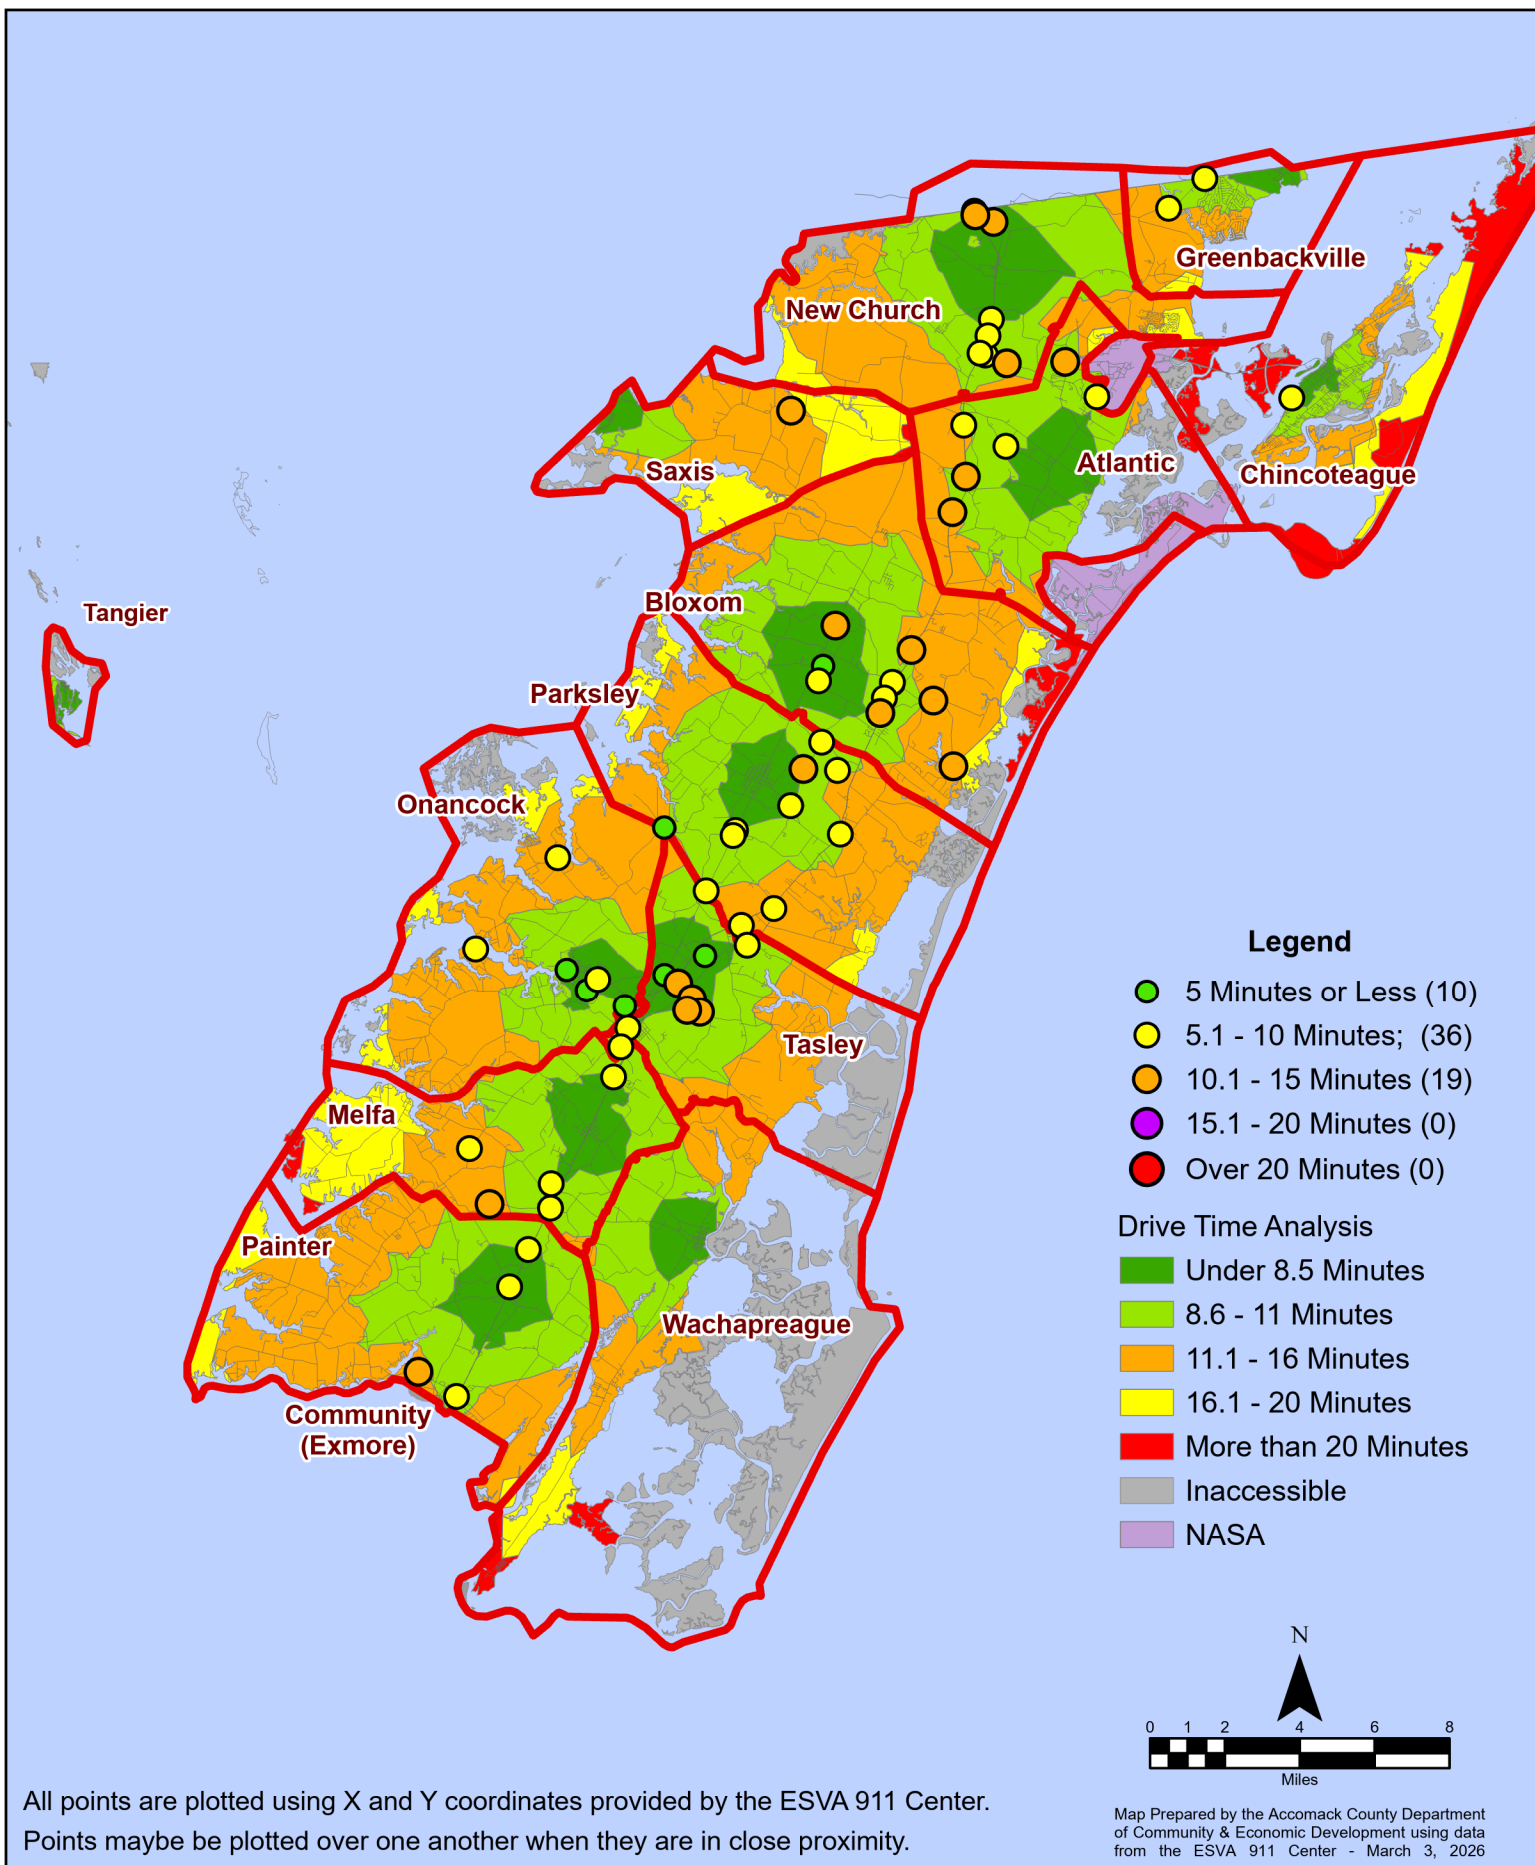 Greenbackville
New Church
Atlantic
Chincoteague
Saxis
Bloxom
Tangier
Parksley
Onancock
Tasley
Melfa
Painter
Wachapreague
Community
(Exmore)
Legend
5 Minutes or Less (10)
5.1 - 10 Minutes;  (36)
10.1 - 15 Minutes (19)
15.1 - 20 Minutes (0)
Over 20 Minutes (0)
Drive Time Analysis
Under 8.5 Minutes
8.6 - 11 Minutes
11.1 - 16 Minutes
16.1 - 20 Minutes
More than 20 Minutes
Inaccessible
NASA
N
0 1 2 4 6 8
Miles
All points are plotted using X and Y coordinates provided by the ESVA 911 Center.
Points maybe be plotted over one another when they are in close proximity.
Map Prepared by the Accomack County Department
of Community & Economic Development using data
from the ESVA 911 Center - March 3, 2026